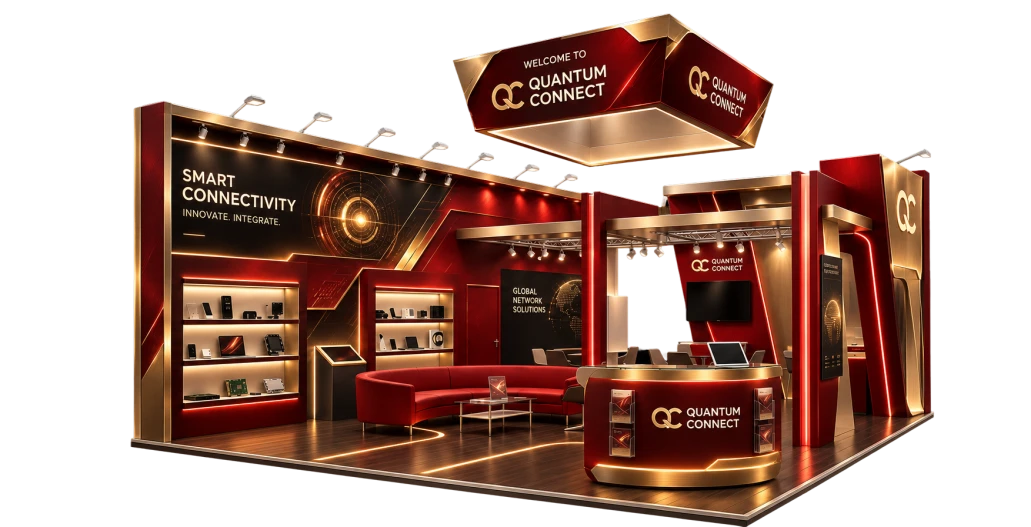 WELCOME TO
QC QUANTUM
CONNECT
QC QUANTUM
CONNECT
SMART
CONNECTIVITY
INNOVATE. INTEGRATE.
QC
QC QUANTUM
CONNECT
GLOBAL
NETWORK
SOLUTIONS
QC QUANTUM
CONNECT